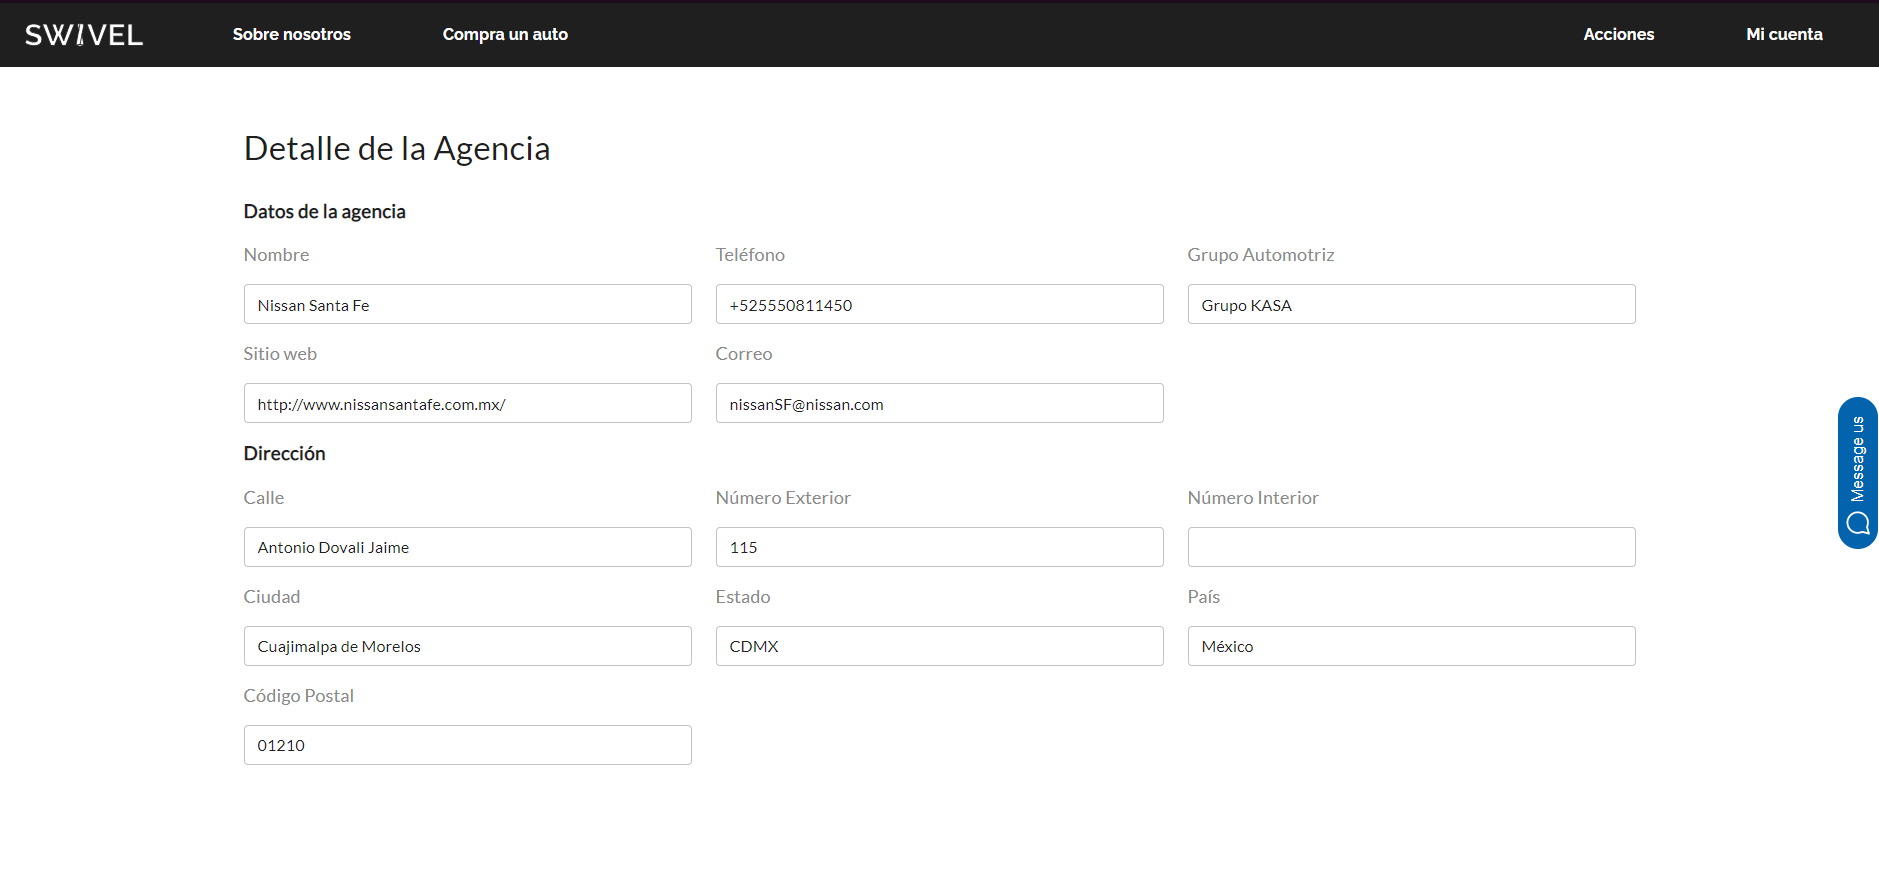 SWIVEL Sobre nosotros Compra un auto Acciones Mi cuenta
Detalle de la Agencia
Datos de la agencia
Nombre Teléfono Grupo Automotriz
Nissan Santa Fe +525550811450 Grupo KASA
Sitio web Correo
http://www.nissansantafe.com.mx/ nissanSF@nissan.com
Message us
Dirección
Calle Número Exterior Número Interior
Antonio Dovali Jaime 115
Ciudad Estado País
Cuajimalpa de Morelos CDMX México
Código Postal
01210